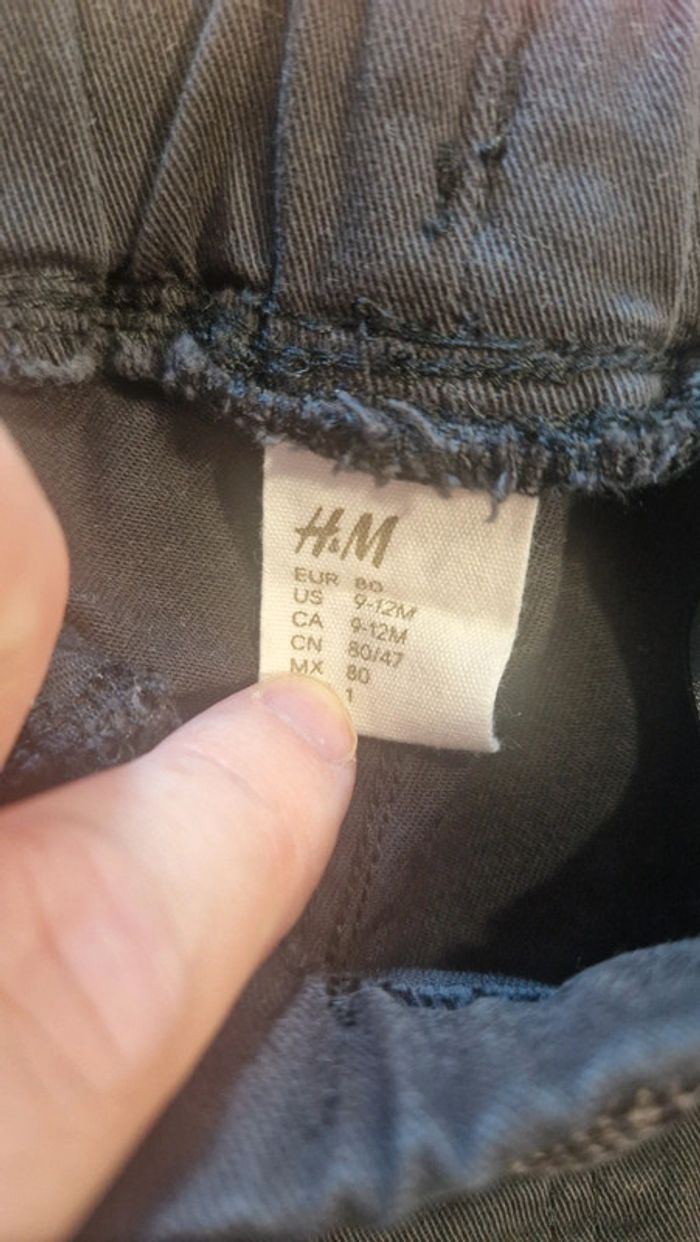 H&M
EUR 80
US 9-12M
CA 9-12M
CN 80/47
MX 80
1